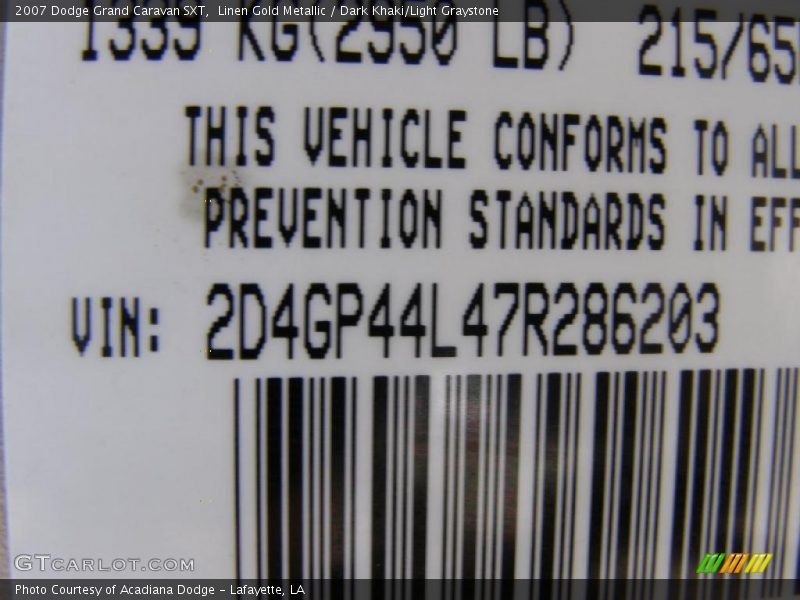 2007 Dodge Grand Caravan SXT,  Linen Gold Metallic / Dark Khaki/Light Graystone
1339 KG(2950 LB) 215/65
THIS VEHICLE CONFORMS TO ALL
PREVENTION STANDARDS IN EFF
VIN: 2D4GP44L47R286203
GTCARLOT.COM
Photo Courtesy of Acadiana Dodge - Lafayette, LA